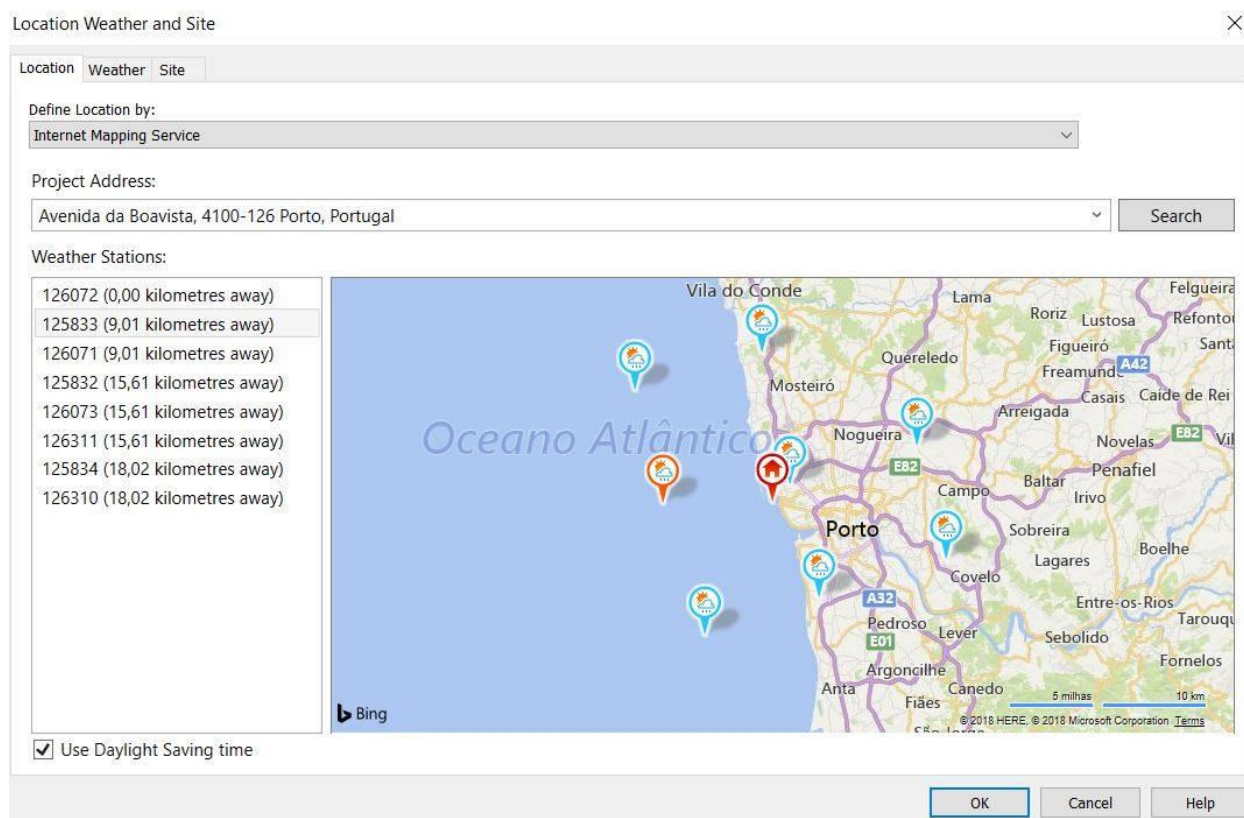 Location Weather and Site
Location Weather Site
Define Location by:
Internet Mapping Service
Project Address:
Avenida da Boavista, 4100-126 Porto, Portugal
Search
Weather Stations:
126072 (0,00 kilometres away)
125833 (9,01 kilometres away)
126071 (9,01 kilometres away)
125832 (15,61 kilometres away)
126073 (15,61 kilometres away)
126311 (15,61 kilometres away)
125834 (18,02 kilometres away)
126310 (18,02 kilometres away)
Vila do Conde
Lama
Felgueira
Roriz
Lustosa
Refonto
Figueiró
Sant
Quereledo
Freamund
A42
Mosteiró
Casais
Caíde de Rei
Arreigada
Oceano Atlântico
Nogueira
Novelas
E82
Vil
E82
Penafiel
Baltar
Campo
Irivo
Porto
Sobreira
Boelhe
Lagares
Covelo
A32
Entre-os-Rios
Pedroso
Tarouqu
Lever
Sebolido
E01
Argoncilhe
Fornelos
Anta
Canedo
Fiães
5 milhas
10 km
Bing
© 2018 HERE, © 2018 Microsoft Corporation Terms
Use Daylight Saving time
OK
Cancel
Help